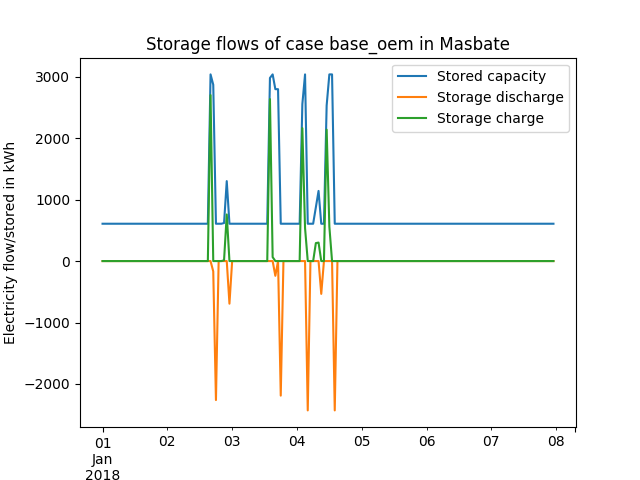 Storage flows of case base_oem in Masbate
Stored capacity
Storage discharge
Storage charge
Electricity flow/stored in kWh
3000
2000
1000
0
−1000
−2000
01 02 03 04 05 06 07 08
Jan
2018